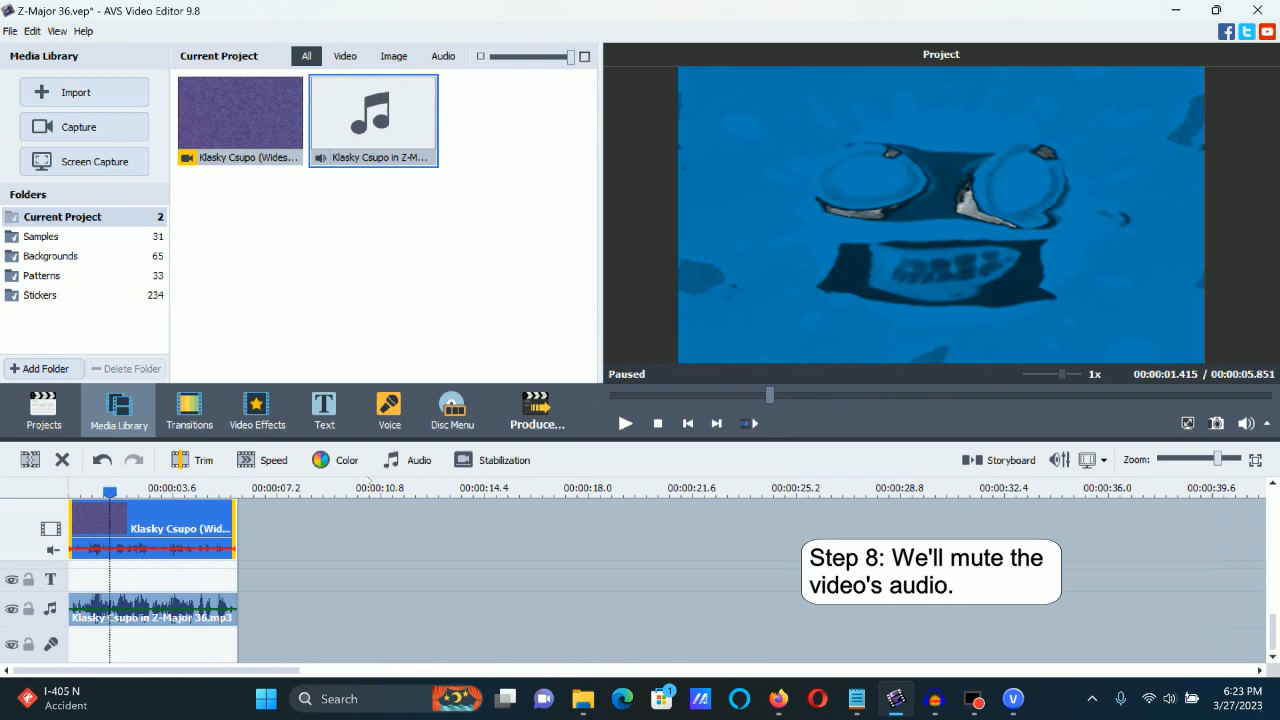 Z-Major 36.vep* - AVS Video Editor 9.8
File Edit View Help
Media Library
Current Project
All Video Image Audio
Project
Import
Capture
Screen Capture
Klasky Csupo (Wides...
Klasky Csupo in Z-M...
Folders
Current Project 2
Samples 31
Backgrounds 65
Patterns 33
Stickers 234
Add Folder
Delete Folder
Paused
1x
00:00:01.415 / 00:00:05.851
Projects
Media Library
Transitions
Video Effects
Text
Voice
Disc Menu
Produce...
Trim
Speed
Color
Audio
Stabilization
Storyboard
Zoom:
00:00:03.6 00:00:07.2 00:00:10.8 00:00:14.4 00:00:18.0 00:00:21.6 00:00:25.2 00:00:28.8 00:00:32.4 00:00:36.0 00:00:39.6
Klasky Csupo (Wid...
T
Klasky Csupo in Z-Major 36.mp3
Step 8: We'll mute the
video's audio.
I-405 N
Accident
Search
1
V
6:23 PM
3/27/2023